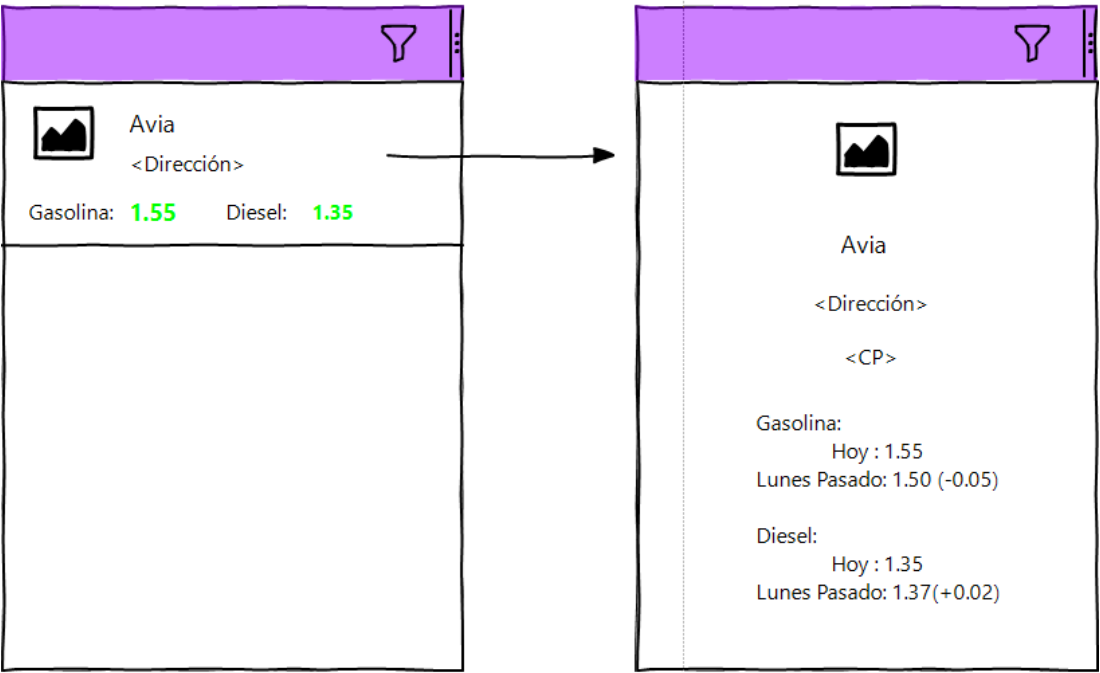 Avia
<Dirección>
Gasolina: 1.55 Diesel: 1.35
Avia
<Dirección>
<CP>
Gasolina:
Hoy : 1.55
Lunes Pasado: 1.50 (-0.05)
Diesel:
Hoy : 1.35
Lunes Pasado: 1.37(+0.02)